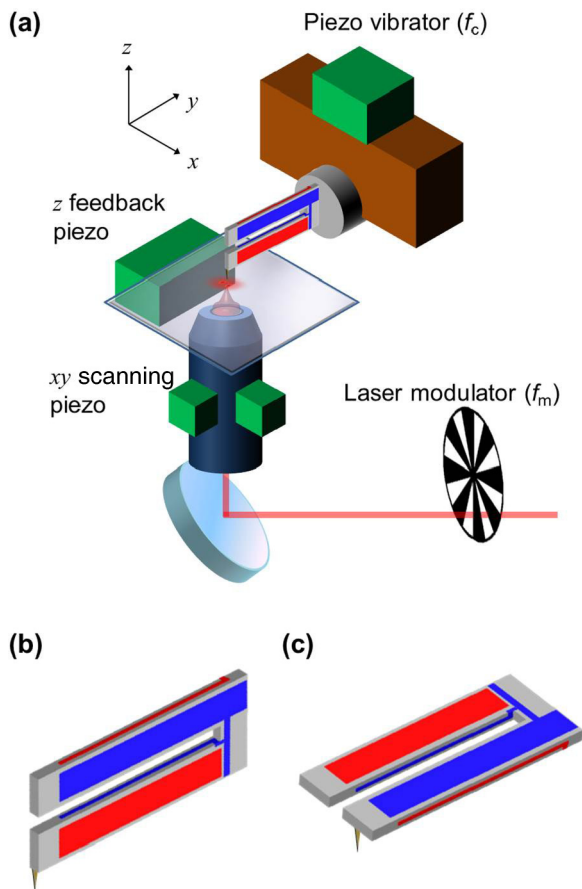 (a)
Piezo vibrator (fc)
z
y
x
z feedback
piezo
xy scanning
piezo
Laser modulator (fm)
(b)
(c)